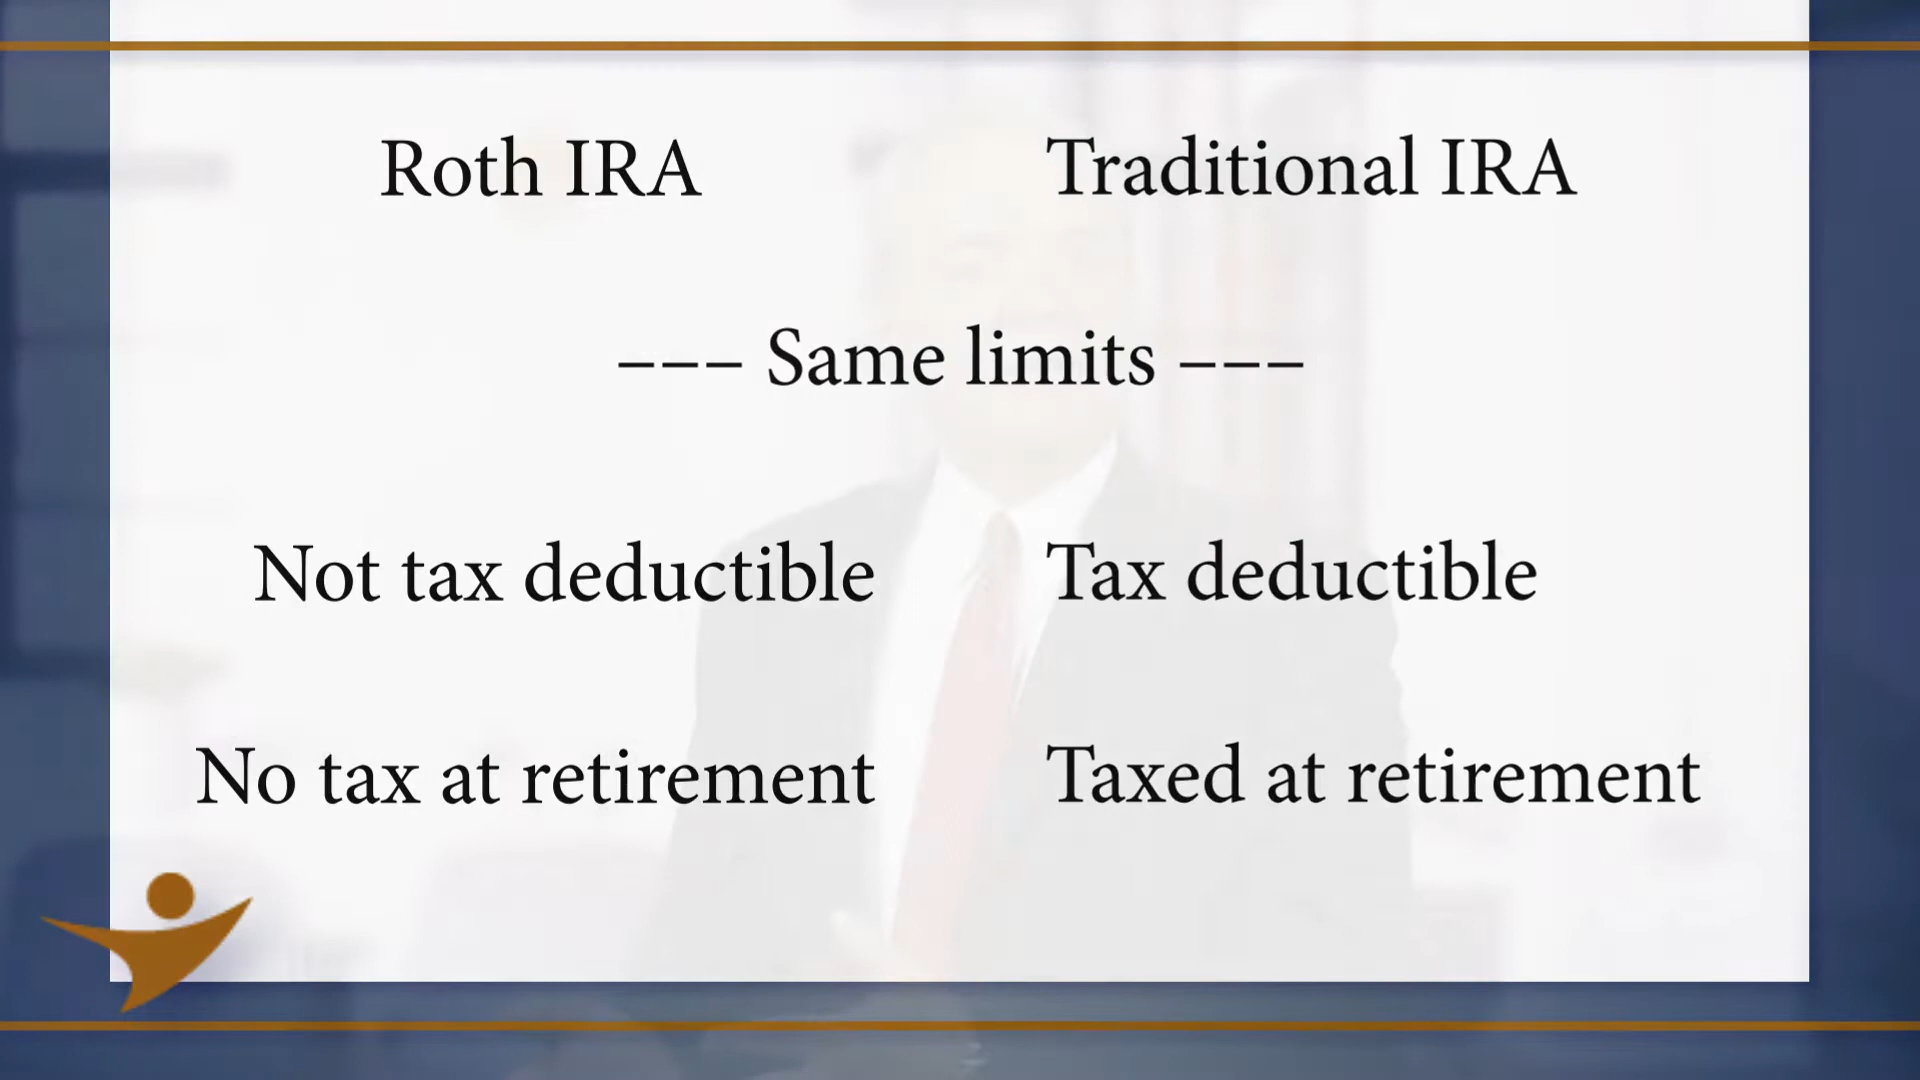 Roth IRA Traditional IRA
––– Same limits –––
Not tax deductible Tax deductible
No tax at retirement Taxed at retirement